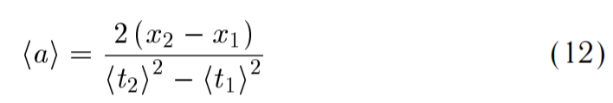 ⟨a⟩ = 2 (x₂ − x₁) / ⟨t₂⟩² − ⟨t₁⟩² (12)